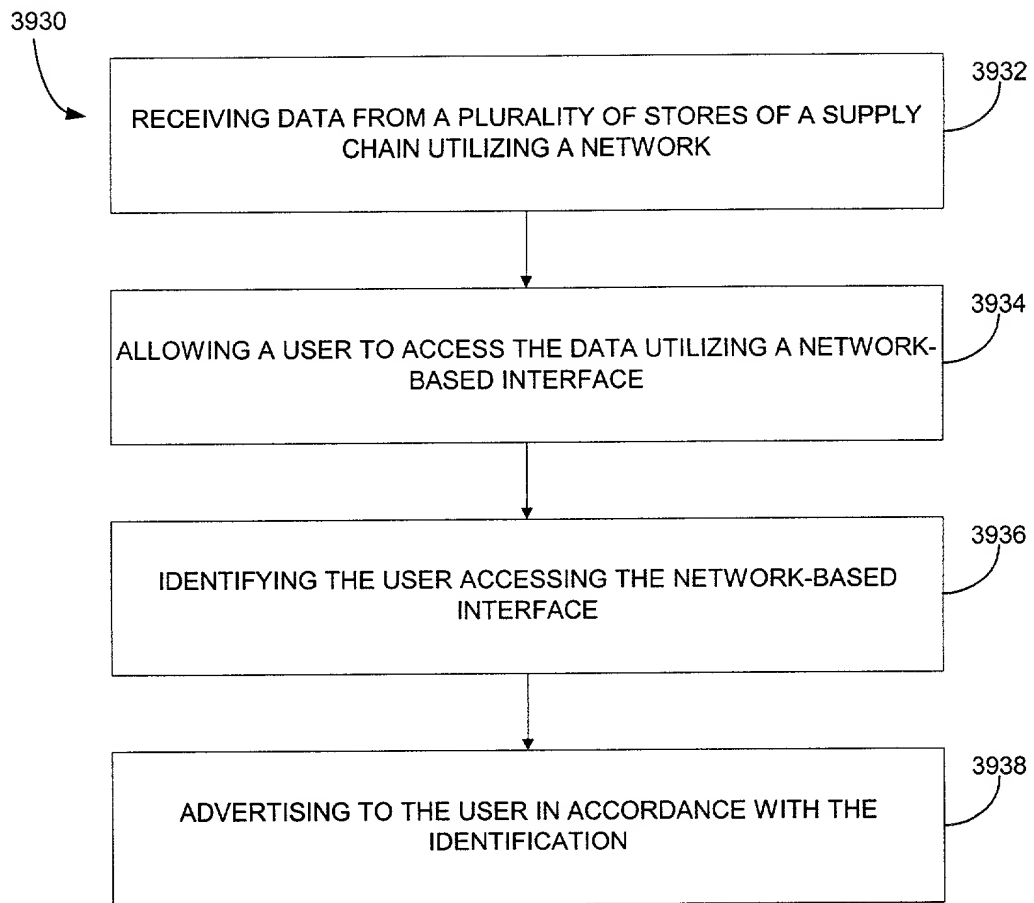 3930
3932
RECEIVING DATA FROM A PLURALITY OF STORES OF A SUPPLY
CHAIN UTILIZING A NETWORK
3934
ALLOWING A USER TO ACCESS THE DATA UTILIZING A NETWORK-
BASED INTERFACE
3936
IDENTIFYING THE USER ACCESSING THE NETWORK-BASED
INTERFACE
3938
ADVERTISING TO THE USER IN ACCORDANCE WITH THE
IDENTIFICATION